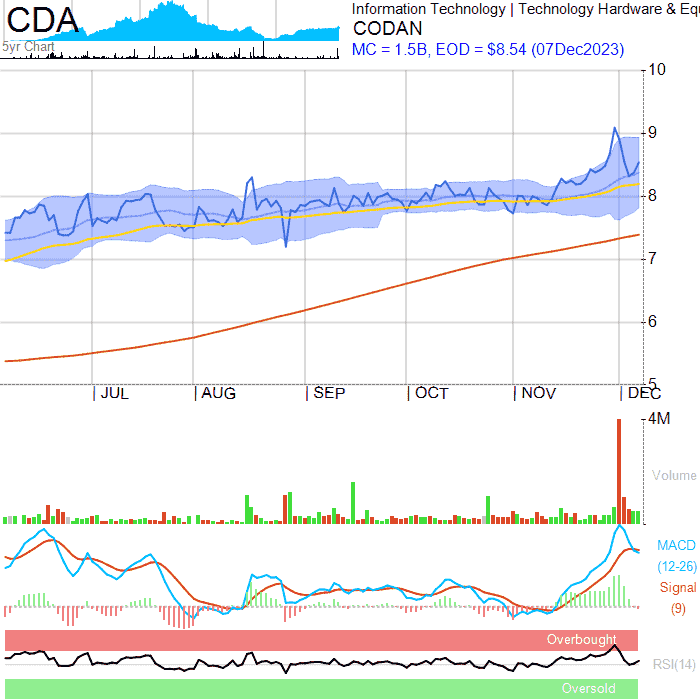 CDA
5yr Chart
Information Technology | Technology Hardware & Equ
CODAN
MC = 1.5B, EOD = $8.54 (07Dec2023)
10
9
8
7
6
5
JUL AUG SEP OCT NOV DEC
4M
Volume
MACD
(12-26)
Signal
(9)
Overbought
RSI(14)
Oversold